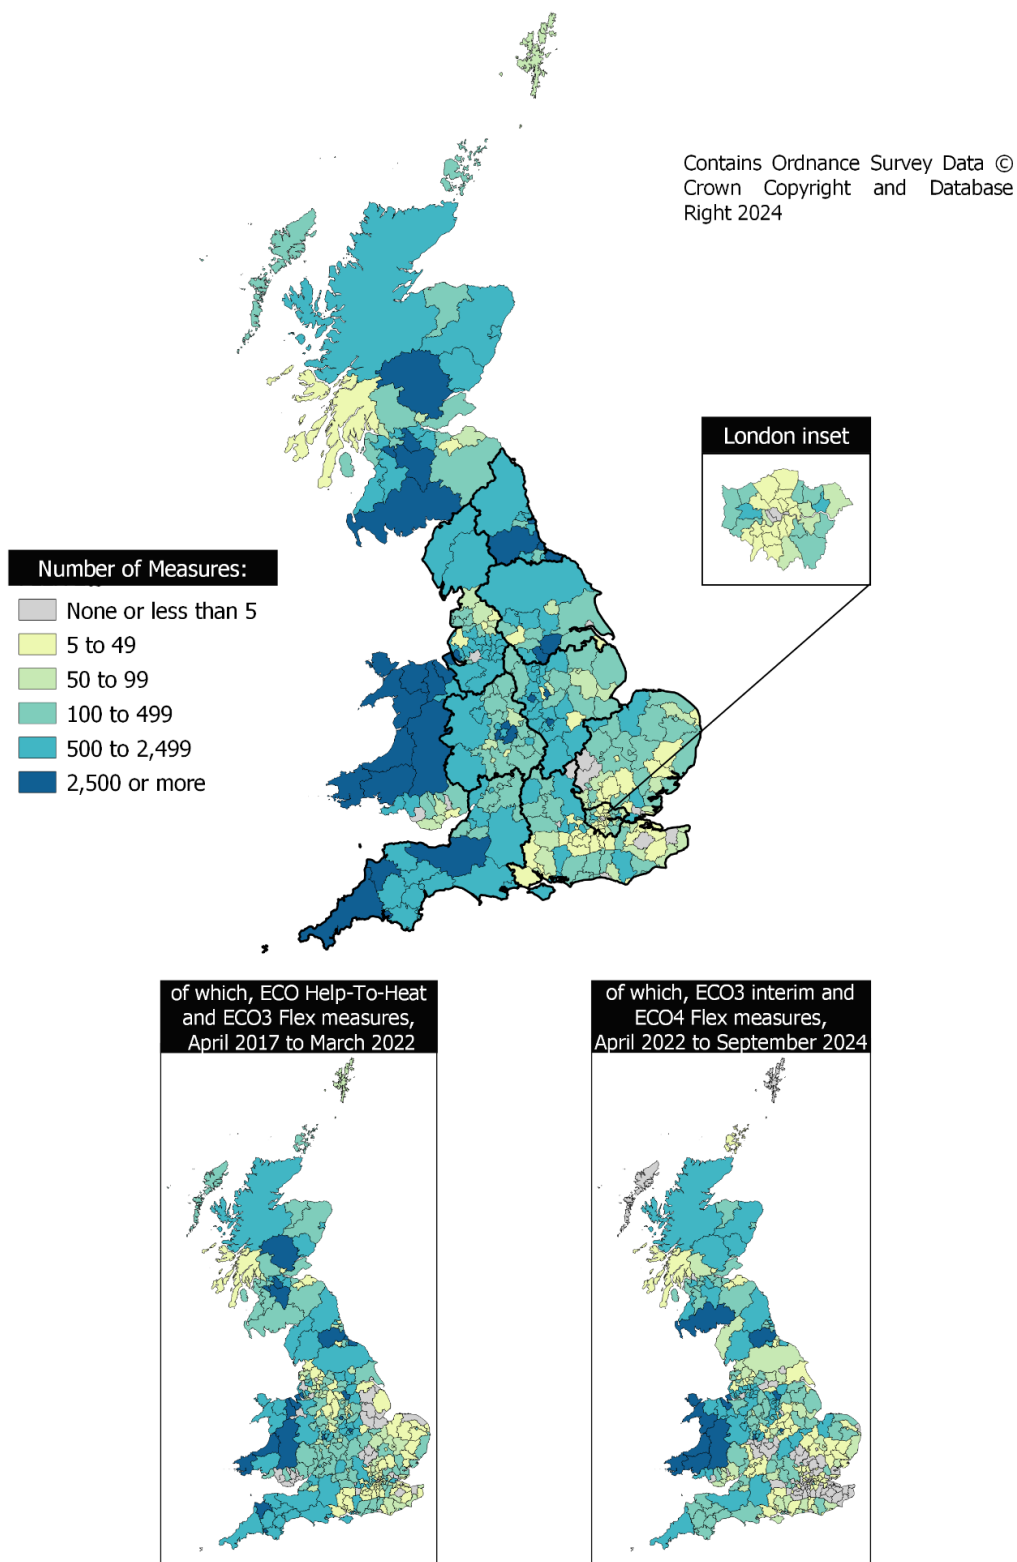 Contains Ordnance Survey Data ©
Crown Copyright and Database
Right 2024
London inset
Number of Measures:
None or less than 5
5 to 49
50 to 99
100 to 499
500 to 2,499
2,500 or more
of which, ECO Help-To-Heat
and ECO3 Flex measures,
April 2017 to March 2022
of which, ECO3 interim and
ECO4 Flex measures,
April 2022 to September 2024